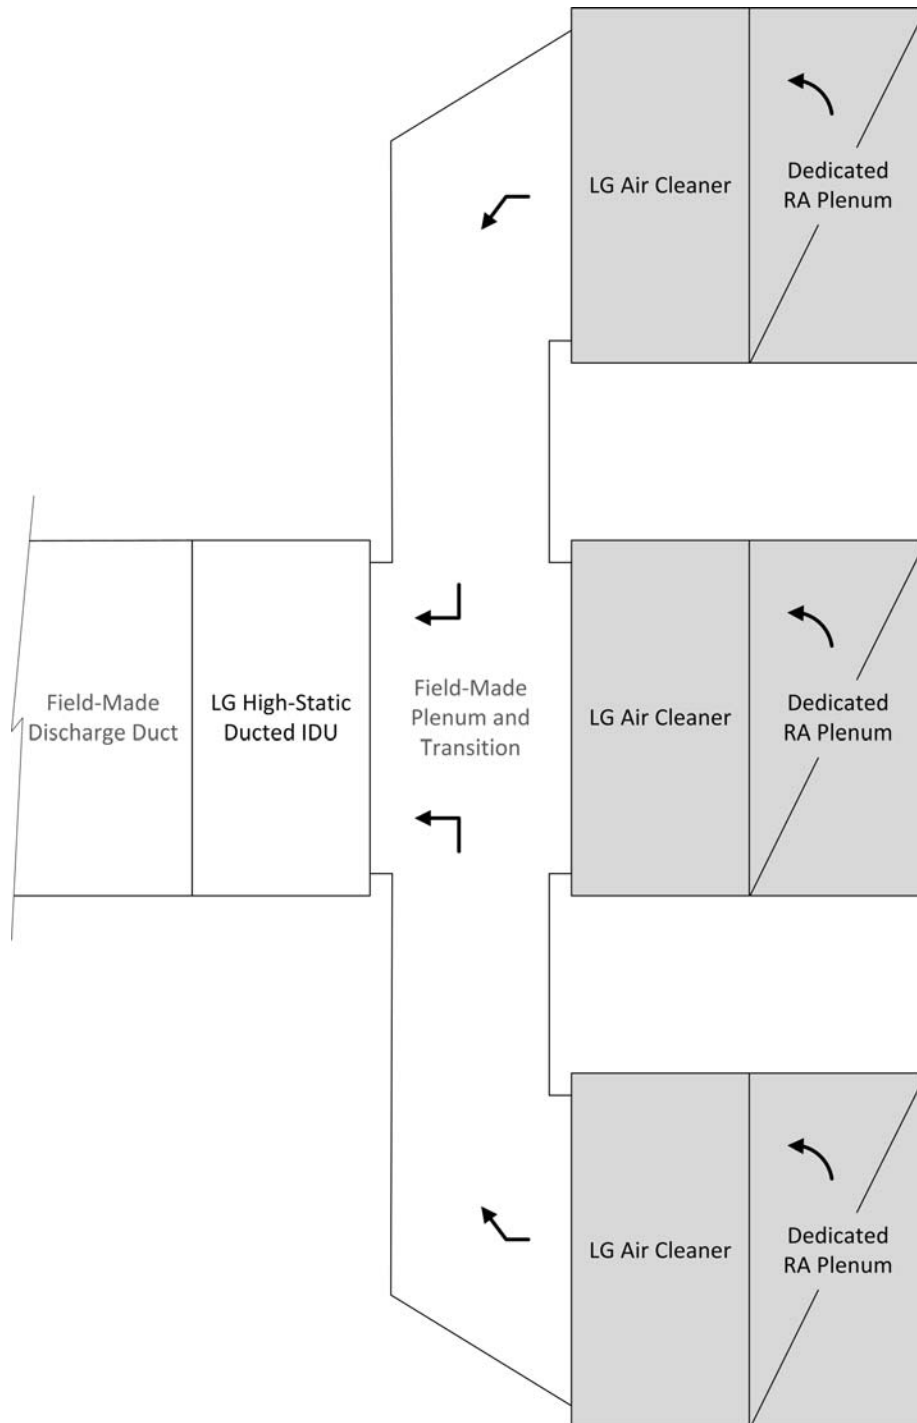 LG Air Cleaner
Dedicated
RA Plenum
Field-Made
Discharge Duct
LG High-Static
Ducted IDU
Field-Made
Plenum and
Transition
LG Air Cleaner
Dedicated
RA Plenum
LG Air Cleaner
Dedicated
RA Plenum